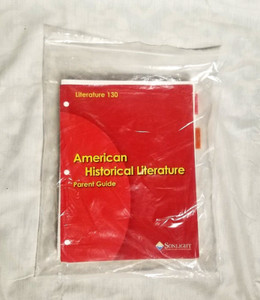 Literature 130
American
Historical Literature
Parent Guide
SONLIGHT